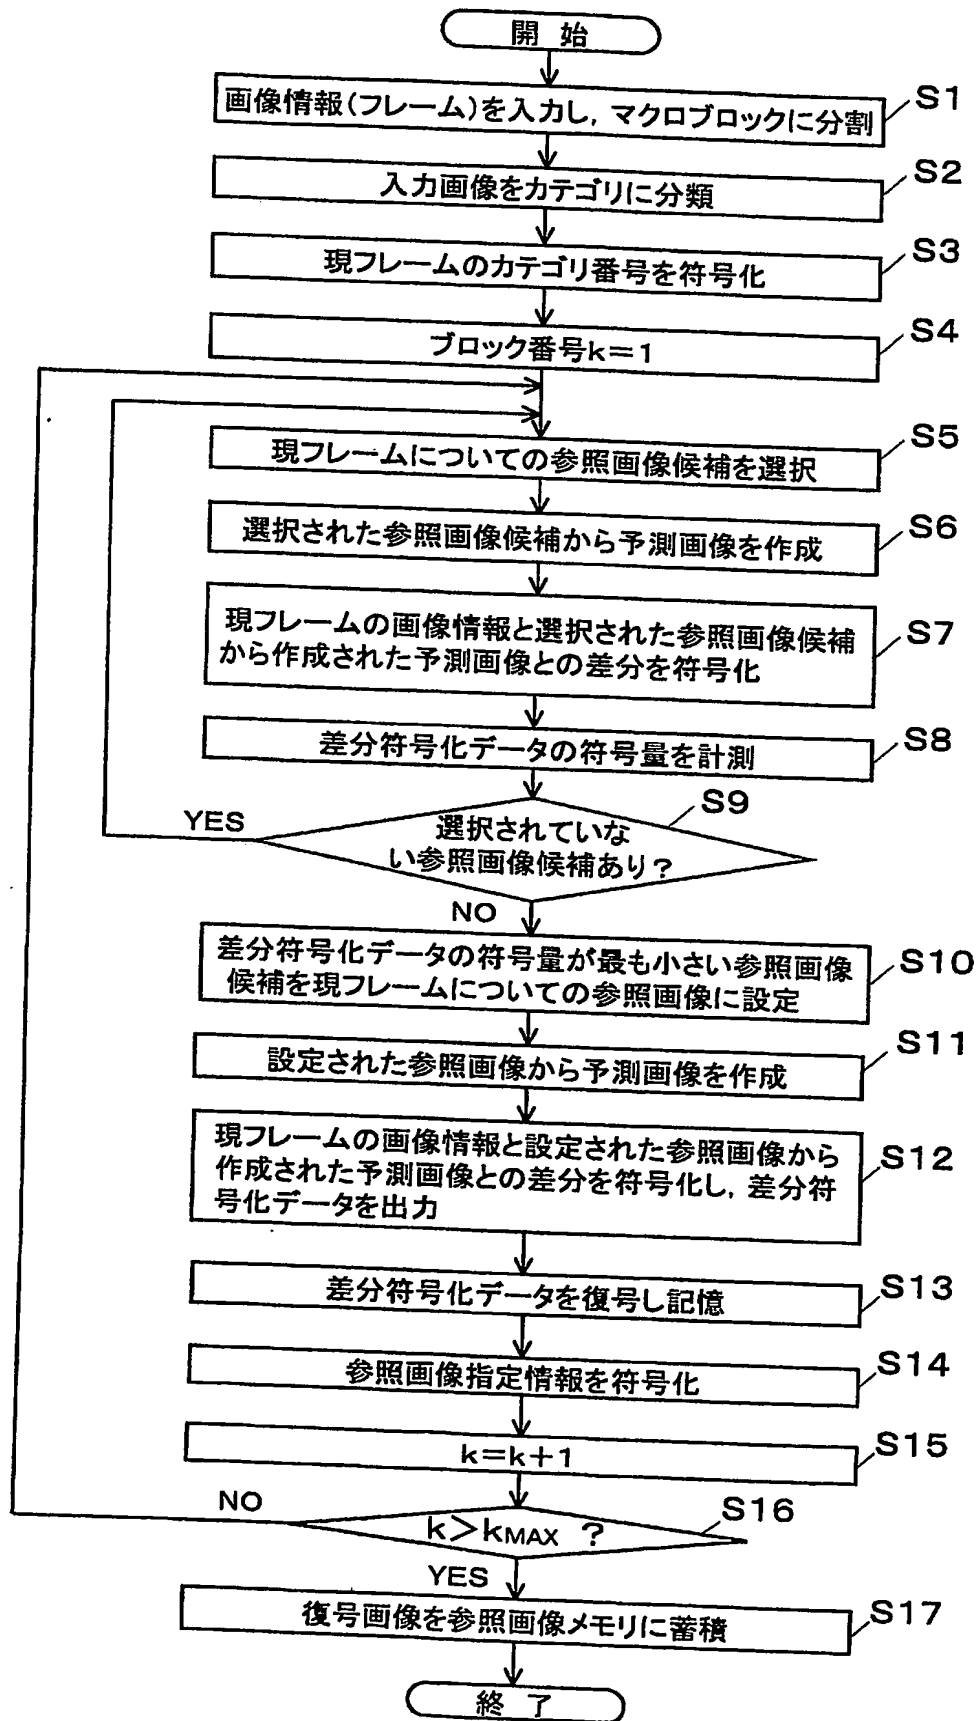 開 始
画像情報(フレーム)を入力し，マクロブロックに分割
S1
入力画像をカテゴリに分類
S2
現フレームのカテゴリ番号を符号化
S3
ブロック番号k＝1
S4
現フレームについての参照画像候補を選択
S5
選択された参照画像候補から予測画像を作成
S6
現フレームの画像情報と選択された参照画像候補
から作成された予測画像との差分を符号化
S7
差分符号化データの符号量を計測
S8
S9
YES
選択されていな
い参照画像候補あり？
NO
差分符号化データの符号量が最も小さい参照画像
候補を現フレームについての参照画像に設定
S10
設定された参照画像から予測画像を作成
S11
現フレームの画像情報と設定された参照画像から
作成された予測画像との差分を符号化し，差分符
号化データを出力
S12
差分符号化データを復号し記憶
S13
参照画像指定情報を符号化
S14
k＝k＋1
S15
NO
k＞kMAX ？
S16
YES
復号画像を参照画像メモリに蓄積
S17
終 了